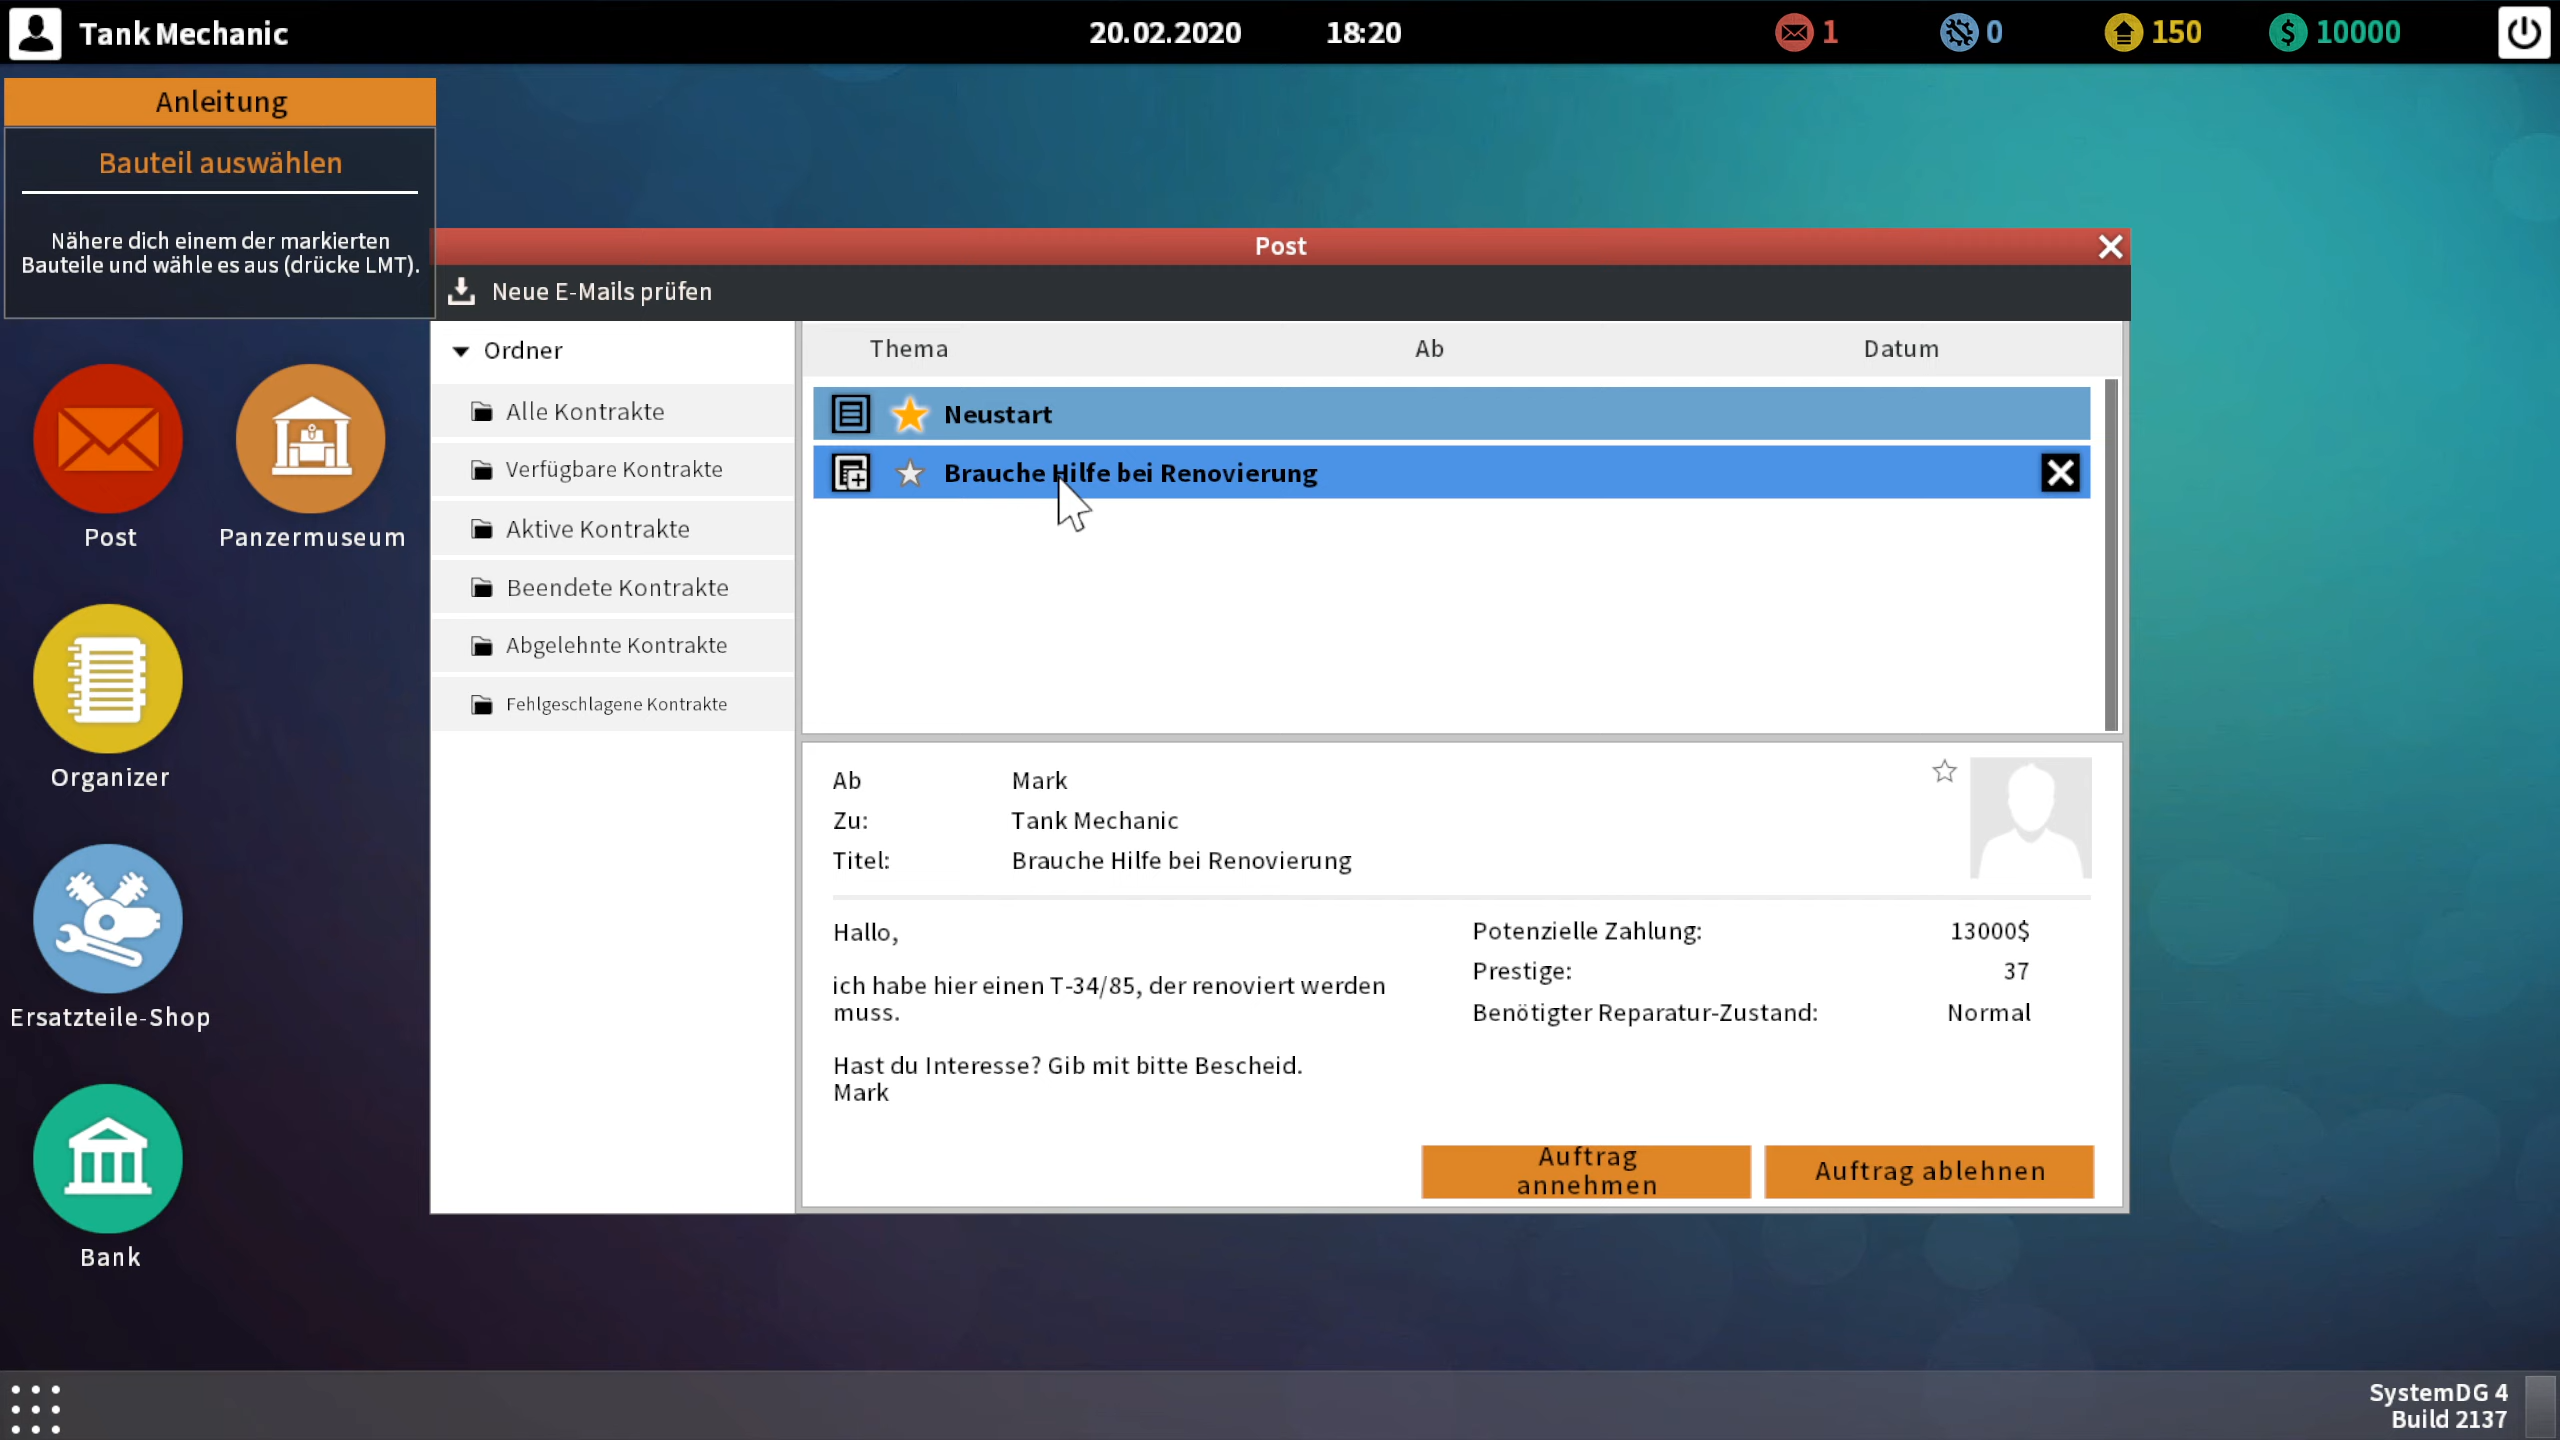 Tank Mechanic
20.02.2020 18:20
1 0 150 10000
Anleitung
Bauteil auswählen
Nähere dich einem der markierten
Bauteile und wähle es aus (drücke LMT).
Post
Panzermuseum
Organizer
Ersatzteile-Shop
Bank
Post
Neue E-Mails prüfen
Ordner
Alle Kontrakte
Verfügbare Kontrakte
Aktive Kontrakte
Beendete Kontrakte
Abgelehnte Kontrakte
Fehlgeschlagene Kontrakte
Thema Ab Datum
Neustart
Brauche Hilfe bei Renovierung
Ab Mark
Zu: Tank Mechanic
Titel: Brauche Hilfe bei Renovierung
Hallo,
ich habe hier einen T-34/85, der renoviert werden
muss.
Hast du Interesse? Gib mit bitte Bescheid.
Mark
Potenzielle Zahlung: 13000$
Prestige: 37
Benötigter Reparatur-Zustand: Normal
Auftrag
annehmen
Auftrag ablehnen
SystemDG 4
Build 2137